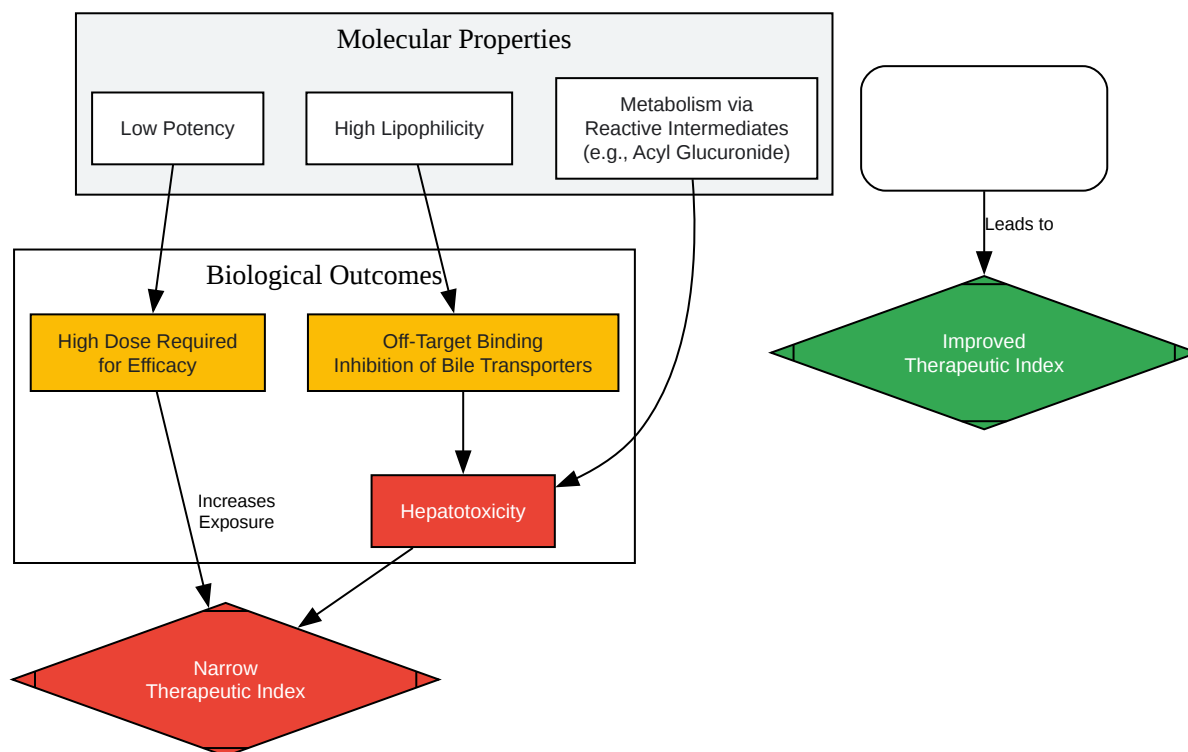 Molecular Properties
Low Potency
High Lipophilicity
Metabolism via
Reactive Intermediates
(e.g., Acyl Glucuronide)
Leads to
Biological Outcomes
High Dose Required
for Efficacy
Off-Target Binding
Inhibition of Bile Transporters
Improved
Therapeutic Index
Increases
Exposure
Hepatotoxicity
Narrow
Therapeutic Index